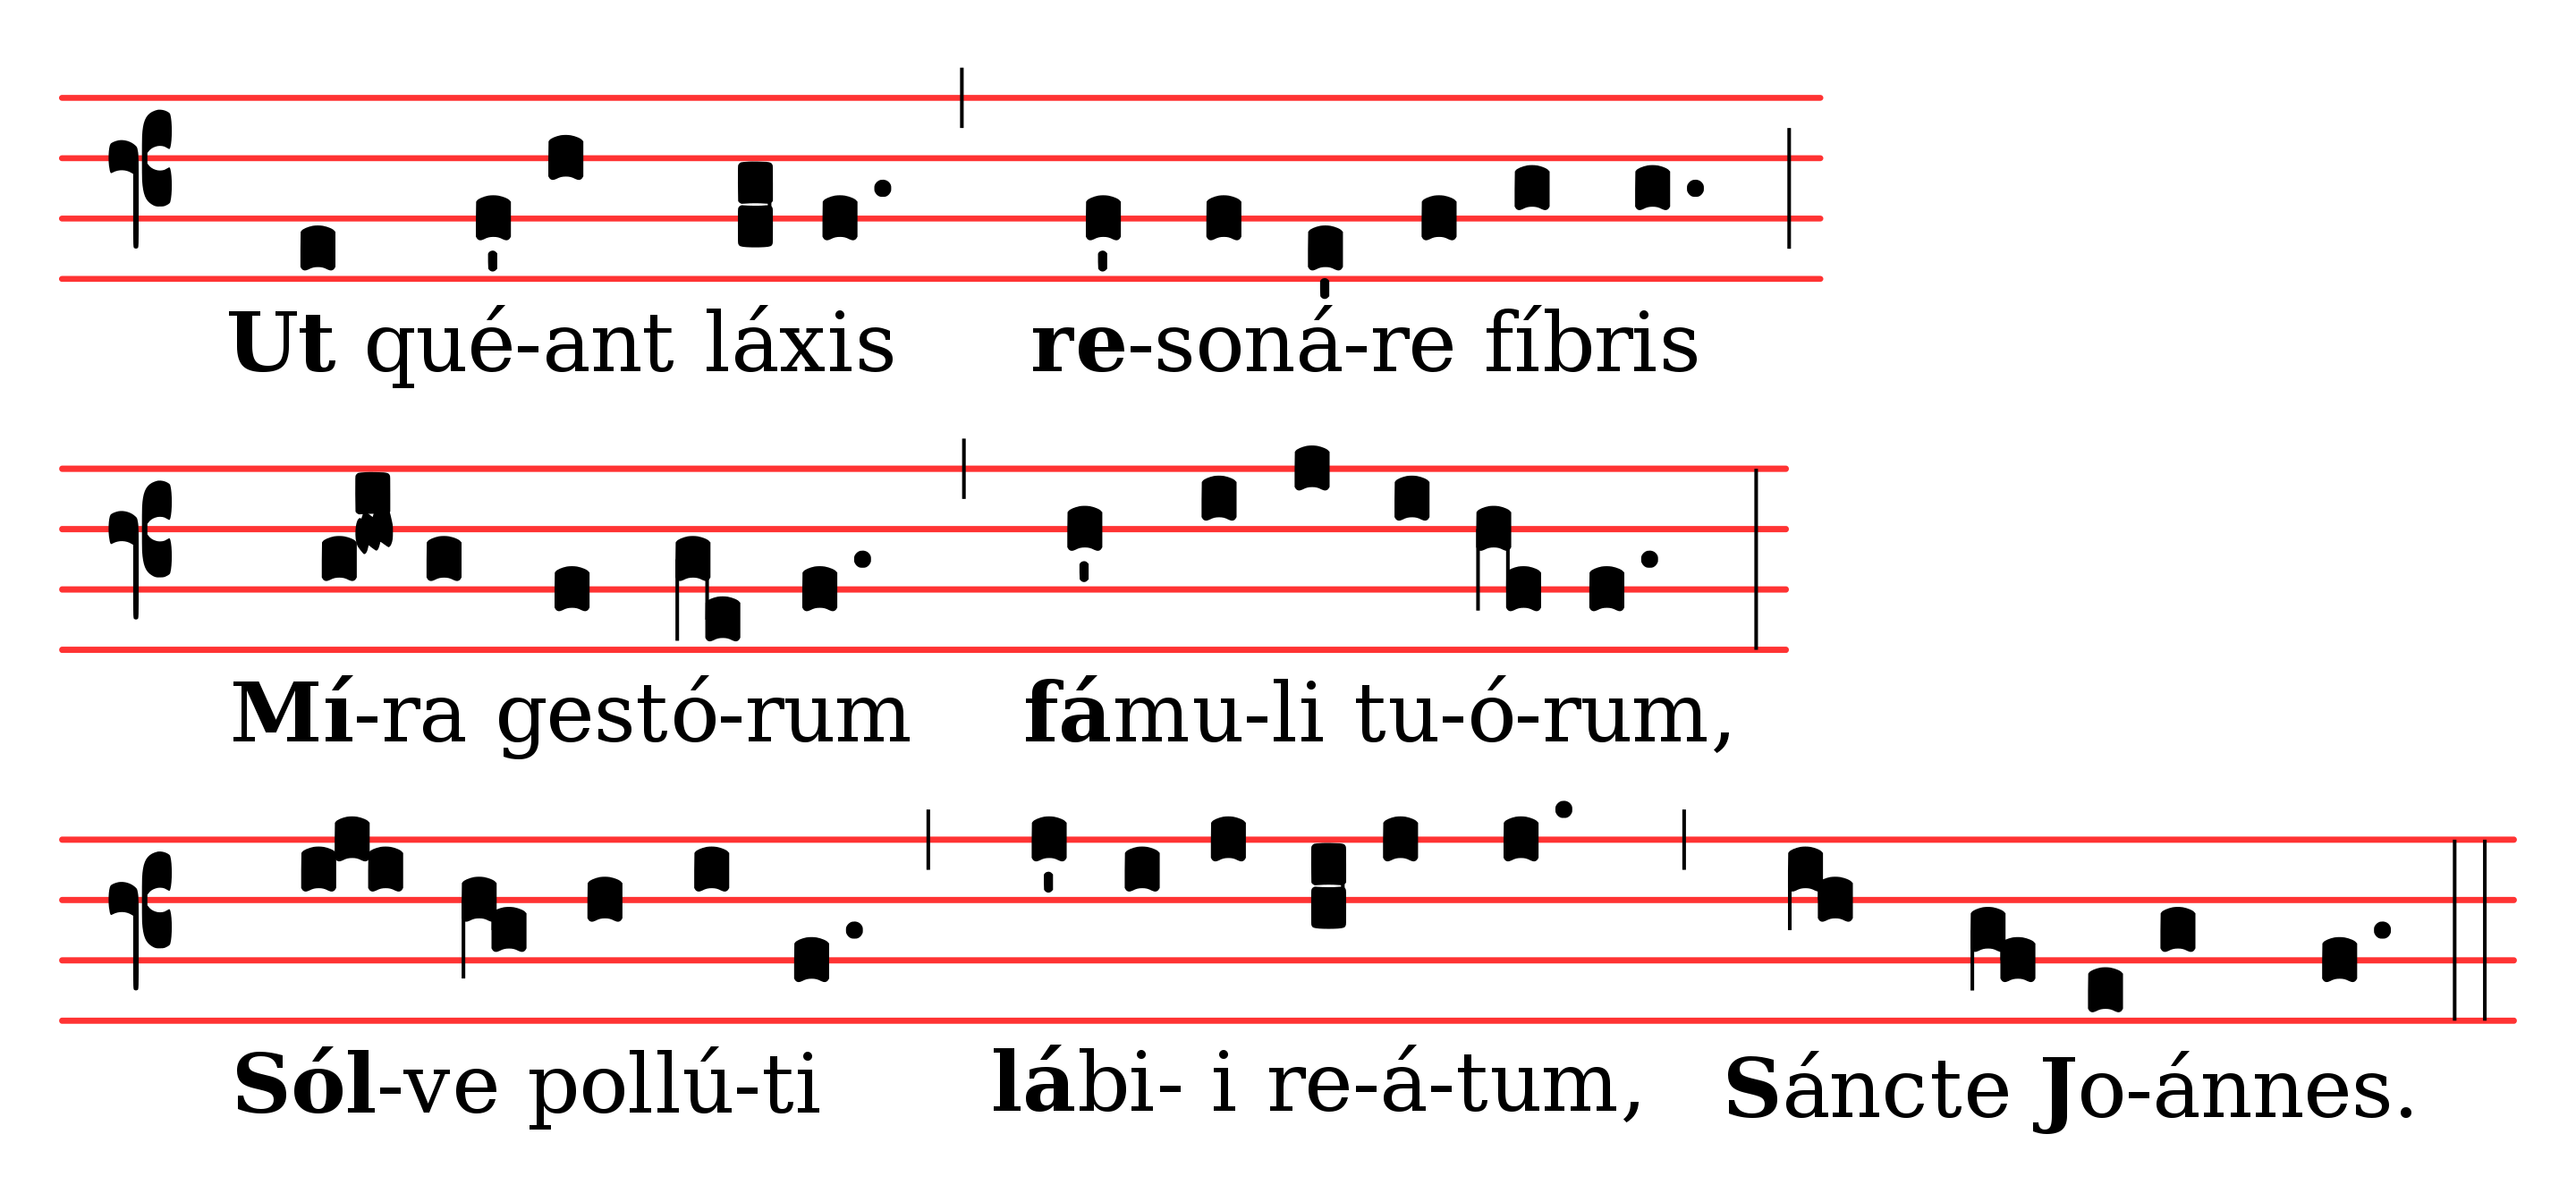 Ut qué-ant láxis re-soná-re fíbris
Mí-ra gestó-rum fámu-li tu-ó-rum,
Sól-ve pollú-ti lábi- i re-á-tum, Sáncte Jo-ánnes.